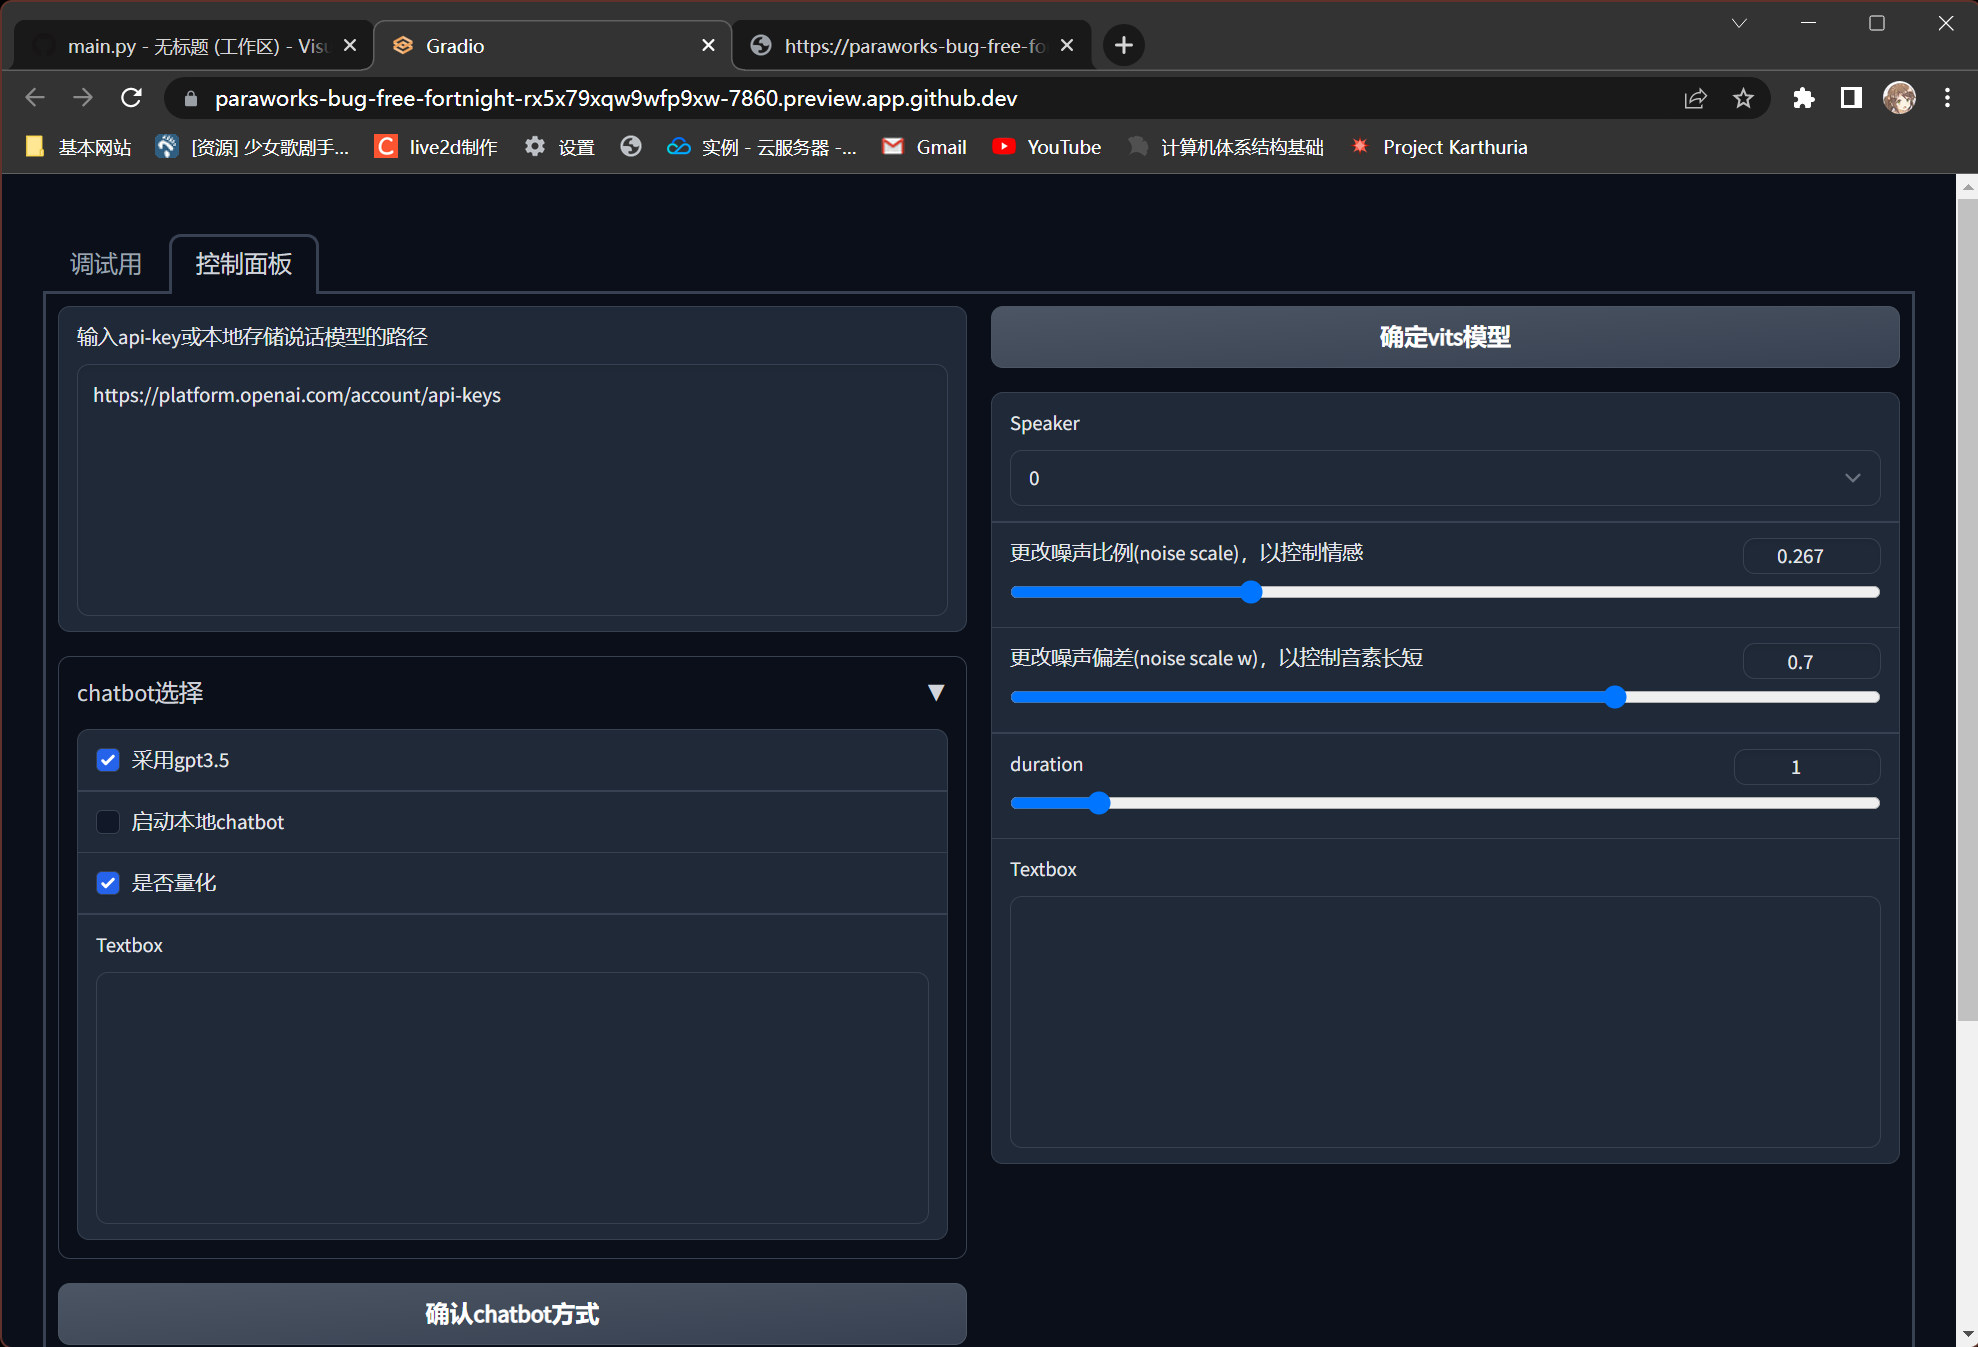 main.py - 无标题 (工作区) - Visu
Gradio
https://paraworks-bug-free-fo
paraworks-bug-free-fortnight-rx5x79xqw9wfp9xw-7860.preview.app.github.dev
基本网站
[资源] 少女歌剧手...
live2d制作
设置
实例 - 云服务器 -...
Gmail
YouTube
计算机体系结构基础
Project Karthuria
调试用
控制面板
输入api-key或本地存储说话模型的路径
https://platform.openai.com/account/api-keys
chatbot选择
▼
采用gpt3.5
启动本地chatbot
是否量化
Textbox
确认chatbot方式
确定vits模型
Speaker
0
更改噪声比例(noise scale)，以控制情感
0.267
更改噪声偏差(noise scale w)，以控制音素长短
0.7
duration
1
Textbox